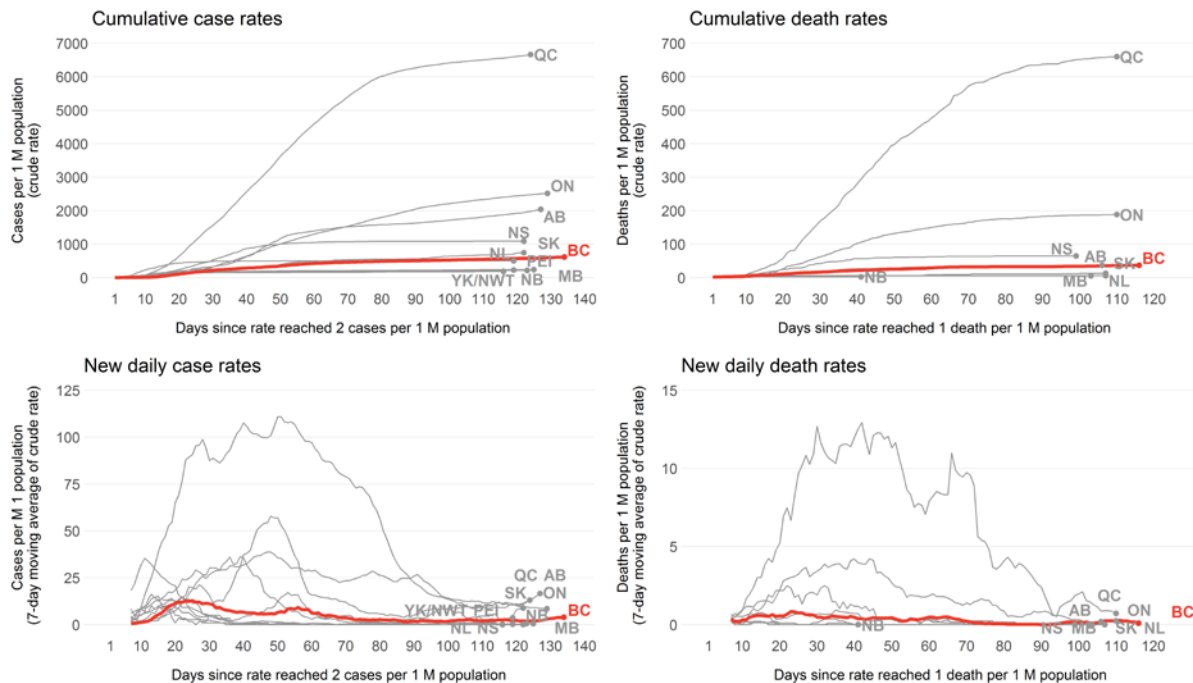 Cumulative case rates
Cases per 1 M population
(crude rate)
7000
6000
5000
4000
3000
2000
1000
0
QC
ON
AB
NS
SK
NL
BC
PEI
YK/NWT
NB
MB
1 10 20 30 40 50 60 70 80 90 100 110 120 130 140
Days since rate reached 2 cases per 1 M population
Cumulative death rates
Deaths per 1 M population
(crude rate)
700
600
500
400
300
200
100
0
QC
ON
NS
AB
SK
BC
NB
MB
NL
1 10 20 30 40 50 60 70 80 90 100 110 120
Days since rate reached 1 death per 1 M population
New daily case rates
Cases per M 1 population
(7-day moving average of crude rate)
125
100
75
50
25
0
QC AB
SK ON
YK/NWT PEI
NB
BC
NL NS
MB
1 10 20 30 40 50 60 70 80 90 100 110 120 130 140
Days since rate reached 2 cases per 1 M population
New daily death rates
Deaths per 1 M population
(7-day moving average of crude rate)
15
10
5
0
QC
AB
ON
BC
NB
NS MB SK NL
1 10 20 30 40 50 60 70 80 90 100 110 120
Days since rate reached 1 death per 1 M population